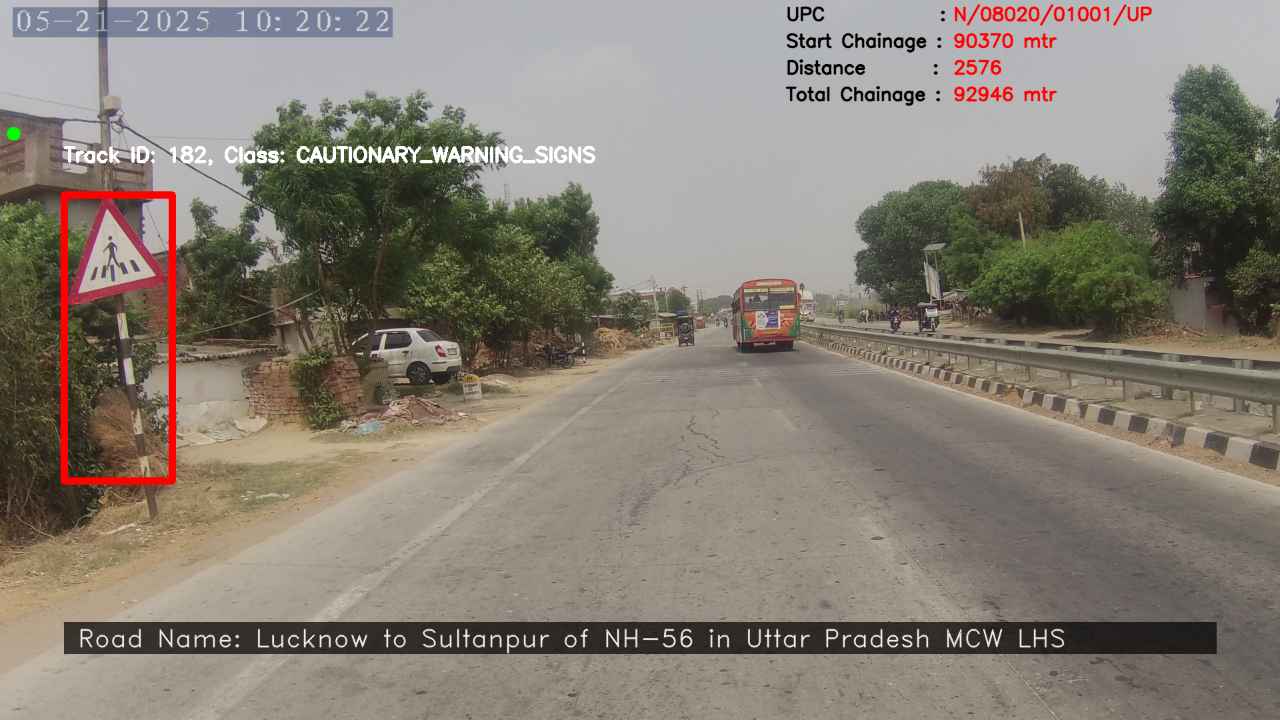 05-21-2025 10:20:22
UPC : N/08020/01001/UP
Start Chainage : 90370 mtr
Distance : 2576
Total Chainage : 92946 mtr
Track ID: 182, Class: CAUTIONARY_WARNING_SIGNS
Road Name: Lucknow to Sultanpur of NH-56 in Uttar Pradesh MCW LHS